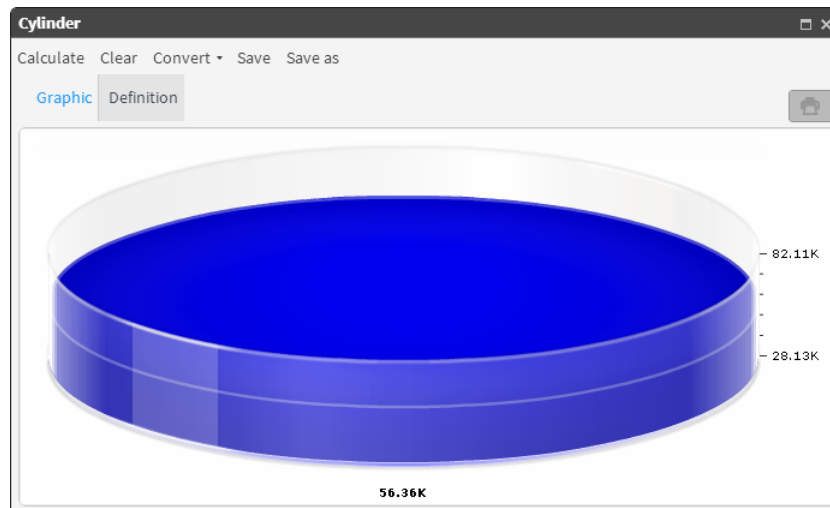 Cylinder
Calculate Clear Convert Save Save as
Graphic Definition
82.11K
28.13K
56.36K